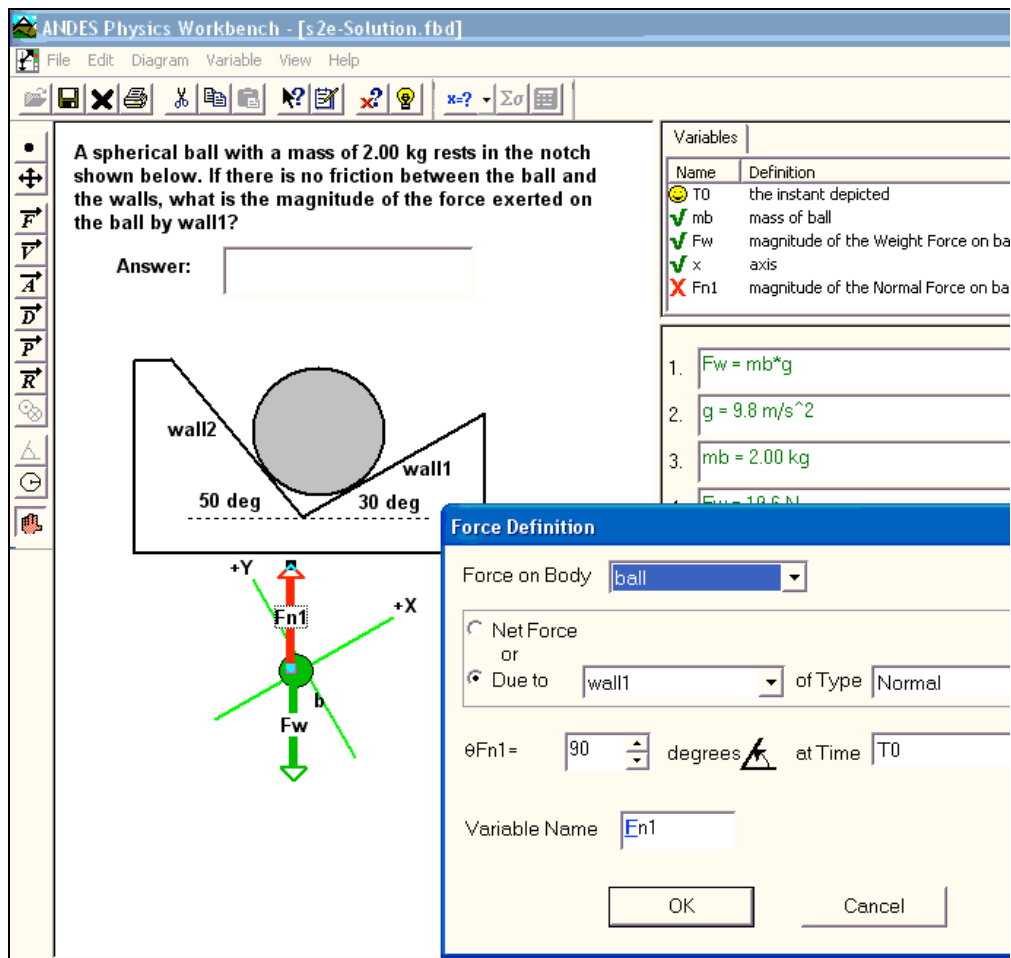 ANDES Physics Workbench - [s2e-Solution.fbd]
File Edit Diagram Variable View Help
x=? Σσ
A spherical ball with a mass of 2.00 kg rests in the notch
shown below. If there is no friction between the ball and
the walls, what is the magnitude of the force exerted on
the ball by wall1?
Answer:
F
V
A
D
P
R
wall2
wall1
50 deg
30 deg
+Y
+X
Fn1
b
Fw
Variables
Name Definition
T0 the instant depicted
mb mass of ball
Fw magnitude of the Weight Force on ba
x axis
Fn1 magnitude of the Normal Force on ba
1. Fw = mb*g
2. g = 9.8 m/s^2
3. mb = 2.00 kg
Fw = 19.6 N
Force Definition
Force on Body ball
Net Force
or
Due to wall1 of Type Normal
θFn1= 90 degrees at Time T0
Variable Name Fn1
OK Cancel